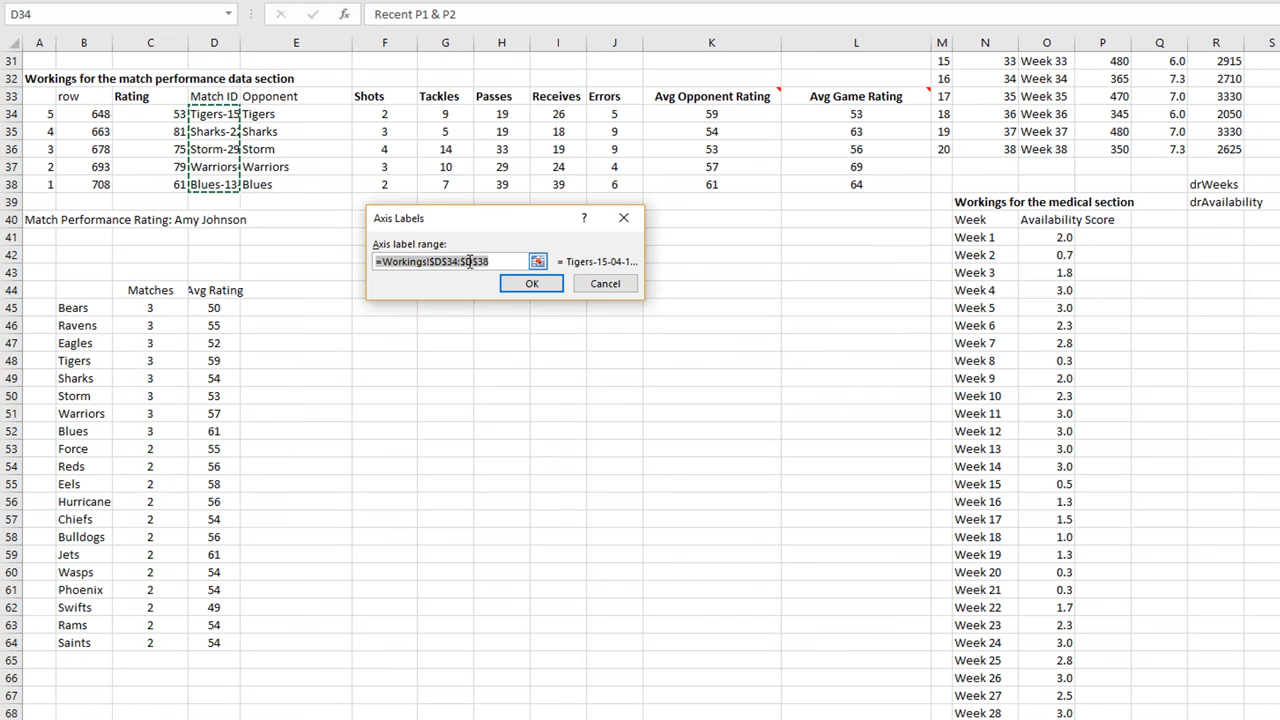 D34 Recent P1 & P2
A B C D E F G H I J K L M N O P Q R S
31 15 33 Week 33 480 6.0 2915
32 Workings for the match performance data section 16 34 Week 34 365 7.3 2710
33 row Rating Match ID Opponent Shots Tackles Passes Receives Errors Avg Opponent Rating Avg Game Rating 17 35 Week 35 470 7.0 3330
34 5 648 53 Tigers-15 Tigers 2 9 19 26 5 59 53 18 36 Week 36 345 6.0 2050
35 4 663 81 Sharks-22 Sharks 3 5 19 18 9 54 63 19 37 Week 37 480 7.0 3330
36 3 678 75 Storm-29 Storm 4 14 33 19 9 53 56 20 38 Week 38 350 7.3 2625
37 2 693 79 Warriors Warriors 3 10 29 24 4 57 69
38 1 708 61 Blues-13 Blues 2 7 39 39 6 61 64 drWeeks
39 Workings for the medical section drAvailability
40 Match Performance Rating: Amy Johnson Axis Labels ? Week Availability Score
41 Axis label range: Week 1 2.0
42 =Workings!$D$34:$D$38 = Tigers-15-04-1... Week 2 0.7
43 OK Cancel Week 3 1.8
44 Matches Avg Rating Week 4 3.0
45 Bears 3 50 Week 5 3.0
46 Ravens 3 55 Week 6 2.3
47 Eagles 3 52 Week 7 2.8
48 Tigers 3 59 Week 8 0.3
49 Sharks 3 54 Week 9 2.0
50 Storm 3 53 Week 10 2.3
51 Warriors 3 57 Week 11 3.0
52 Blues 3 61 Week 12 3.0
53 Force 2 55 Week 13 3.0
54 Reds 2 56 Week 14 3.0
55 Eels 2 58 Week 15 0.5
56 Hurricane 2 56 Week 16 1.3
57 Chiefs 2 54 Week 17 1.5
58 Bulldogs 2 56 Week 18 1.0
59 Jets 2 61 Week 19 1.3
60 Wasps 2 54 Week 20 0.3
61 Phoenix 2 54 Week 21 0.3
62 Swifts 2 49 Week 22 1.7
63 Rams 2 54 Week 23 2.3
64 Saints 2 54 Week 24 3.0
65 Week 25 2.8
66 Week 26 3.0
67 Week 27 2.5
68 Week 28 3.0